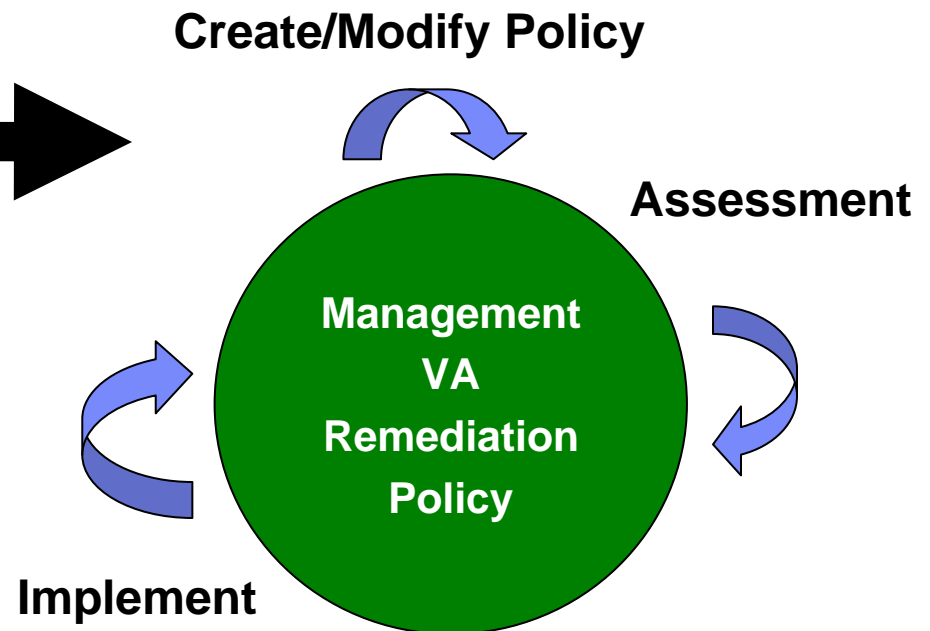 Create/Modify Policy
Assessment
Management
VA
Remediation
Policy
Implement